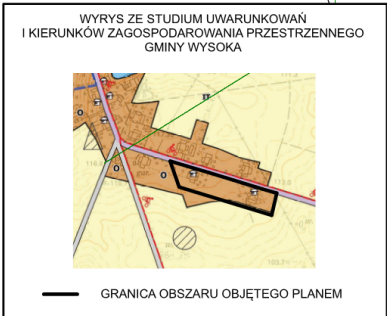 WYRYS ZE STUDIUM UWARUNKOWAŃ
I KIERUNKÓW ZAGOSPODAROWANIA PRZESTRZENNEGO
GMINY WYSOKA
GRANICA OBSZARU OBJĘTEGO PLANEM